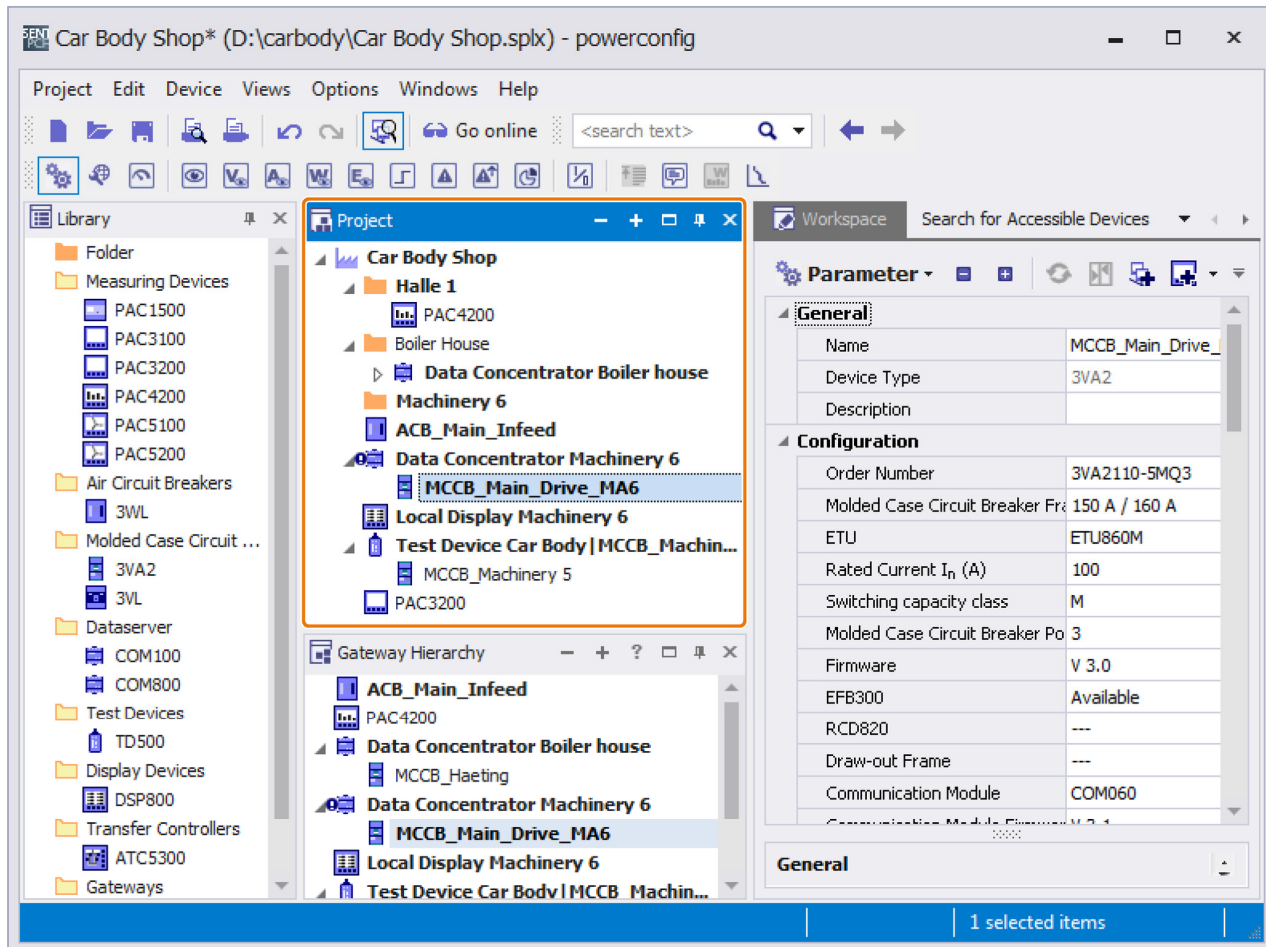 SENT PCF Car Body Shop* (D:\carbody\Car Body Shop.splx) - powerconfig
Project Edit Device Views Options Windows Help
Go online <search text>
Library
Folder
Measuring Devices
PAC1500
PAC3100
PAC3200
PAC4200
PAC5100
PAC5200
Air Circuit Breakers
3WL
Molded Case Circuit ...
3VA2
3VL
Dataserver
COM100
COM800
Test Devices
TD500
Display Devices
DSP800
Transfer Controllers
ATC5300
Gateways
Project
Car Body Shop
Halle 1
PAC4200
Boiler House
Data Concentrator Boiler house
Machinery 6
ACB_Main_Infeed
Data Concentrator Machinery 6
MCCB_Main_Drive_MA6
Local Display Machinery 6
Test Device Car Body|MCCB_Machin...
MCCB_Machinery 5
PAC3200
Gateway Hierarchy
ACB_Main_Infeed
PAC4200
Data Concentrator Boiler house
MCCB_Haeting
Data Concentrator Machinery 6
MCCB_Main_Drive_MA6
Local Display Machinery 6
Test Device Car Body|MCCB_Machin...
Workspace Search for Accessible Devices
Parameter
General
Name MCCB_Main_Drive_
Device Type 3VA2
Description
Configuration
Order Number 3VA2110-5MQ3
Molded Case Circuit Breaker Fra 150 A / 160 A
ETU ETU860M
Rated Current In (A) 100
Switching capacity class M
Molded Case Circuit Breaker Po 3
Firmware V 3.0
EFB300 Available
RCD820 ---
Draw-out Frame ---
Communication Module COM060
General
1 selected items